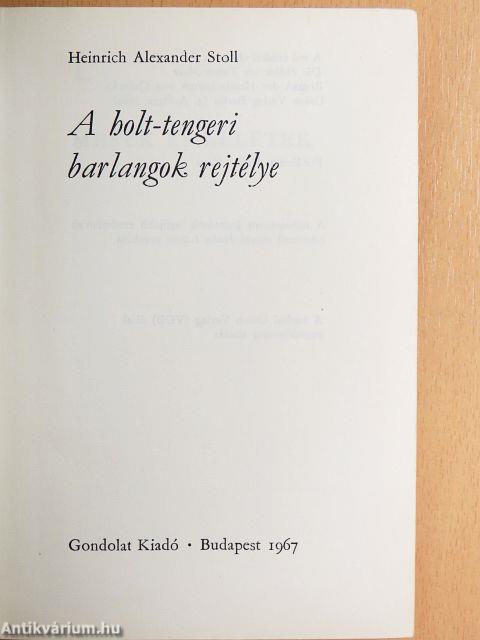 Heinrich Alexander Stoll
A holt-tengeri
barlangok rejtélye
Gondolat Kiadó • Budapest 1967
Antikvárium.hu